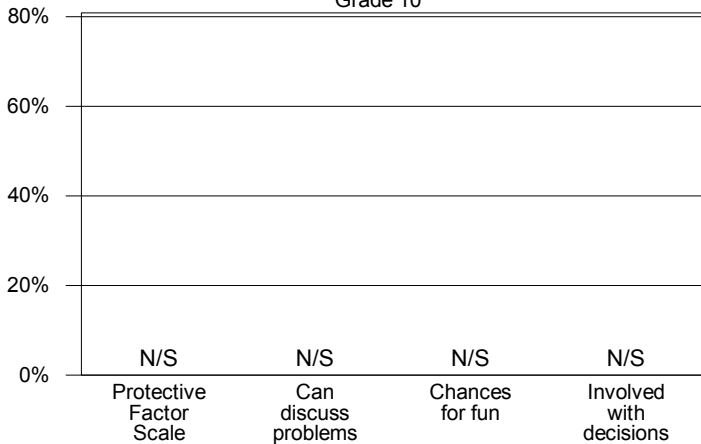 Grade 10
80%
60%
40%
20%
0%
N/S N/S N/S N/S
Protective
Factor
Scale
Can
discuss
problems
Chances
for fun
Involved
with
decisions